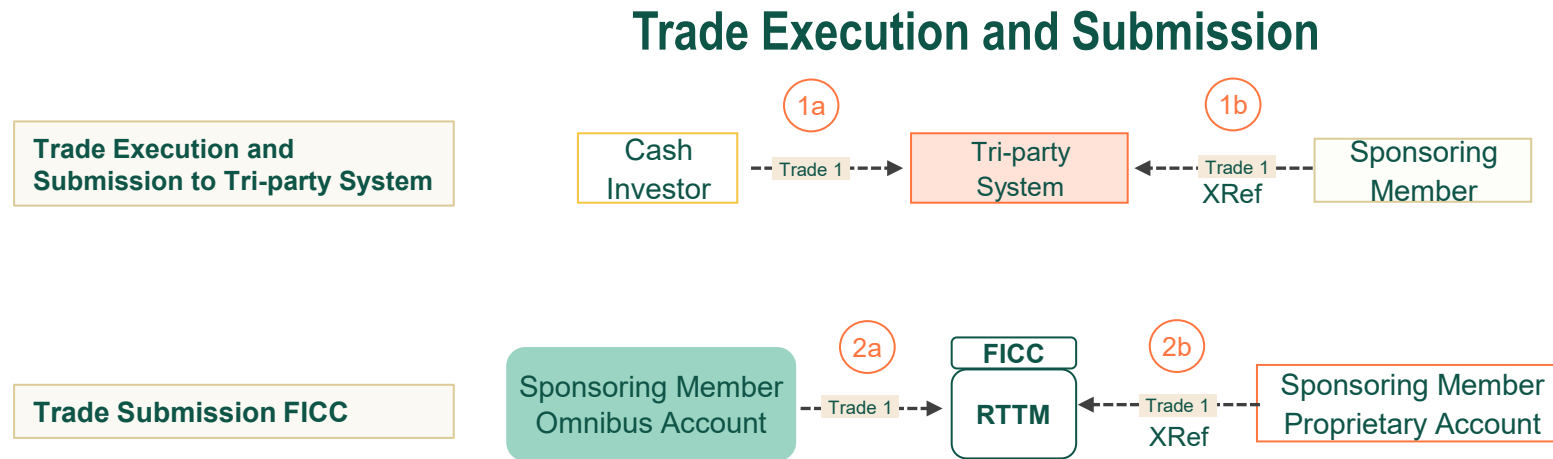 Trade Execution and Submission
1a
1b
Trade Execution and
Submission to Tri-party System
Cash
Investor
Trade 1
Tri-party
System
Trade 1
XRef
Sponsoring
Member
2a
2b
Trade Submission FICC
Sponsoring Member
Omnibus Account
Trade 1
FICC
RTTM
Trade 1
XRef
Sponsoring Member
Proprietary Account